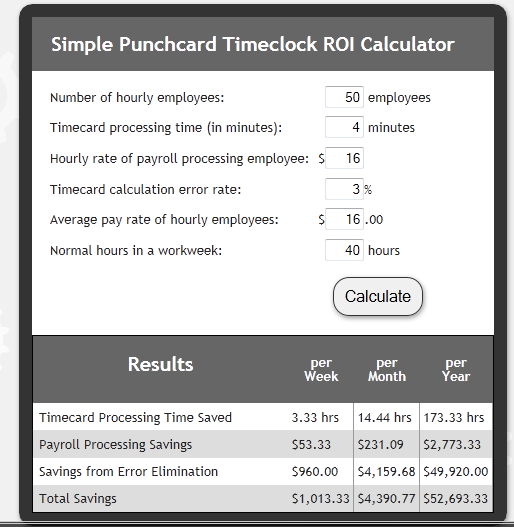 Simple Punchcard Timeclock ROI Calculator
Number of hourly employees: 50 employees
Timecard processing time (in minutes): 4 minutes
Hourly rate of payroll processing employee: $ 16
Timecard calculation error rate: 3 %
Average pay rate of hourly employees: $ 16 .00
Normal hours in a workweek: 40 hours
Calculate
Results per Week per Month per Year
Timecard Processing Time Saved 3.33 hrs 14.44 hrs 173.33 hrs
Payroll Processing Savings $53.33 $231.09 $2,773.33
Savings from Error Elimination $960.00 $4,159.68 $49,920.00
Total Savings $1,013.33 $4,390.77 $52,693.33